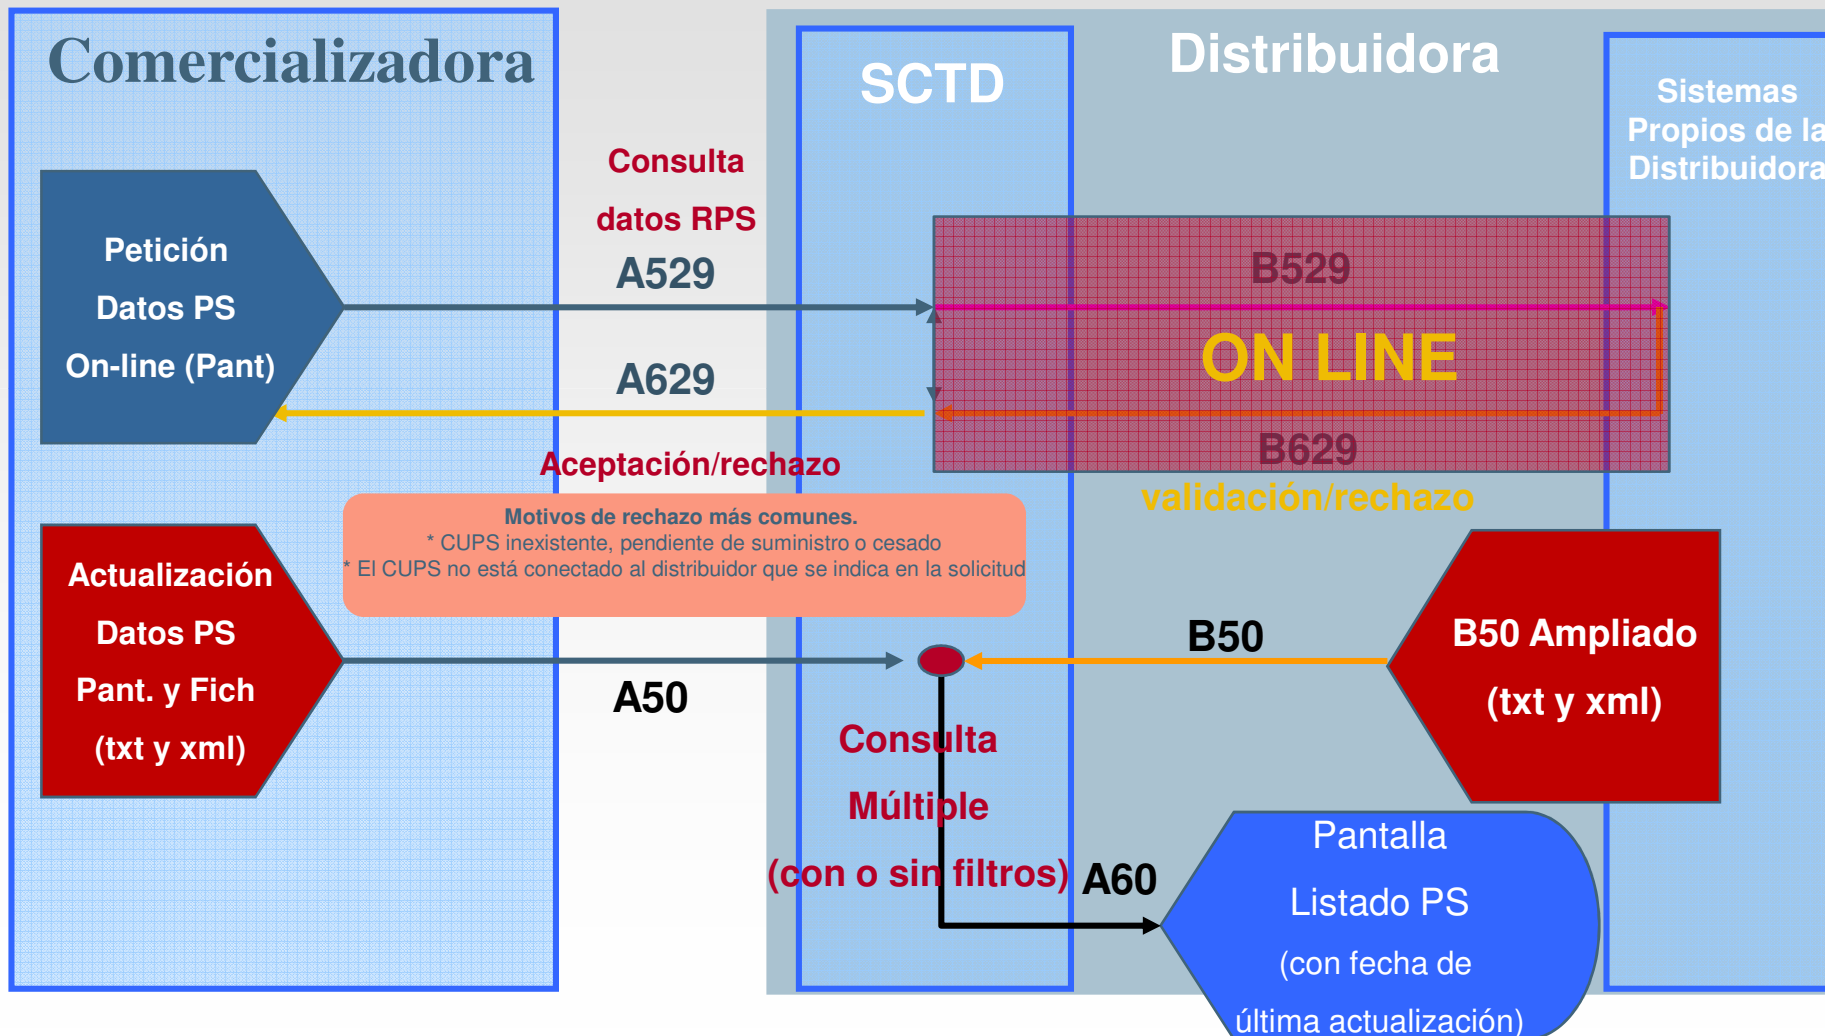 Comercializadora
SCTD
Distribuidora
Sistemas
Propios de la
Distribuidora
Petición
Datos PS
On-line (Pant)
Consulta
datos RPS
A529
A629
Aceptación/rechazo
B529
ON LINE
B629
validación/rechazo
Motivos de rechazo más comunes.
* CUPS inexistente, pendiente de suministro o cesado
* El CUPS no está conectado al distribuidor que se indica en la solicitud
Actualización
Datos PS
Pant. y Fich
(txt y xml)
A50
B50
B50 Ampliado
(txt y xml)
Consulta
Múltiple
(con o sin filtros)
A60
Pantalla
Listado PS
(con fecha de
última actualización)